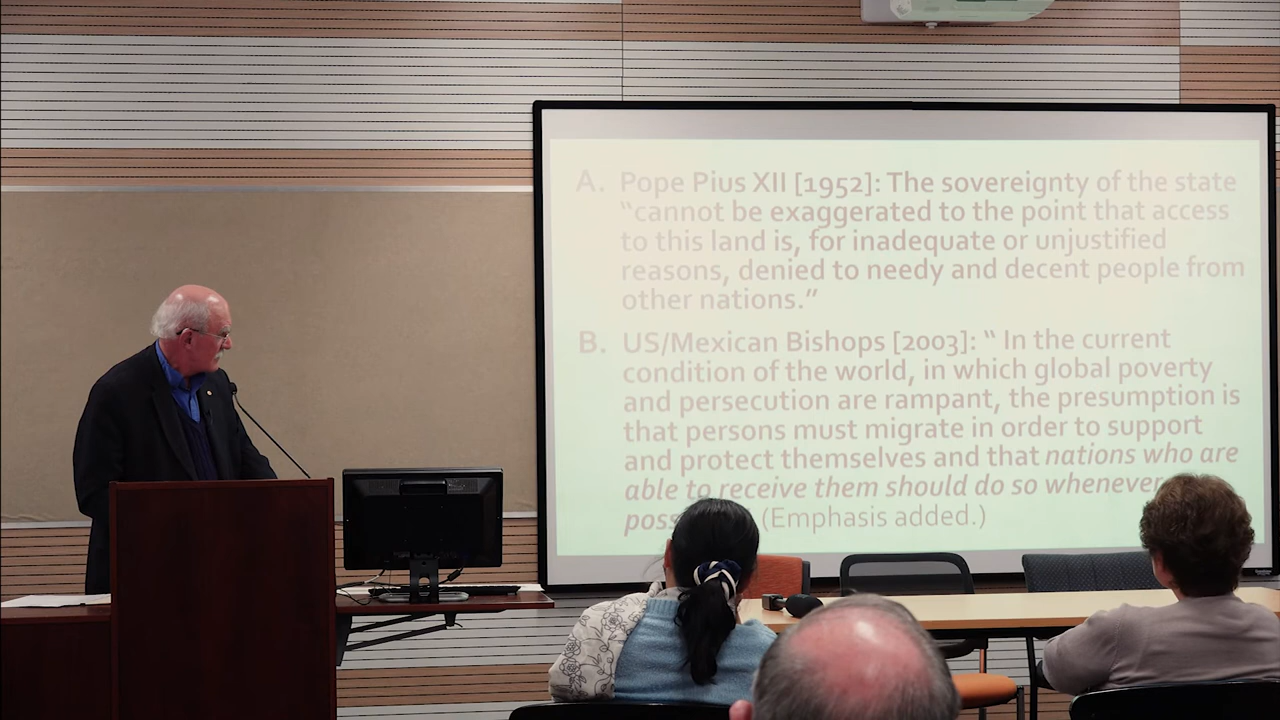 A. Pope Pius XII [1952]: The sovereignty of the state
“cannot be exaggerated to the point that access
to this land is, for inadequate or unjustified
reasons, denied to needy and decent people from
other nations.”
B. US/Mexican Bishops [2003]: “ In the current
condition of the world, in which global poverty
and persecution are rampant, the presumption is
that persons must migrate in order to support
and protect themselves and that nations who are
able to receive them should do so whenever
(Emphasis added.)